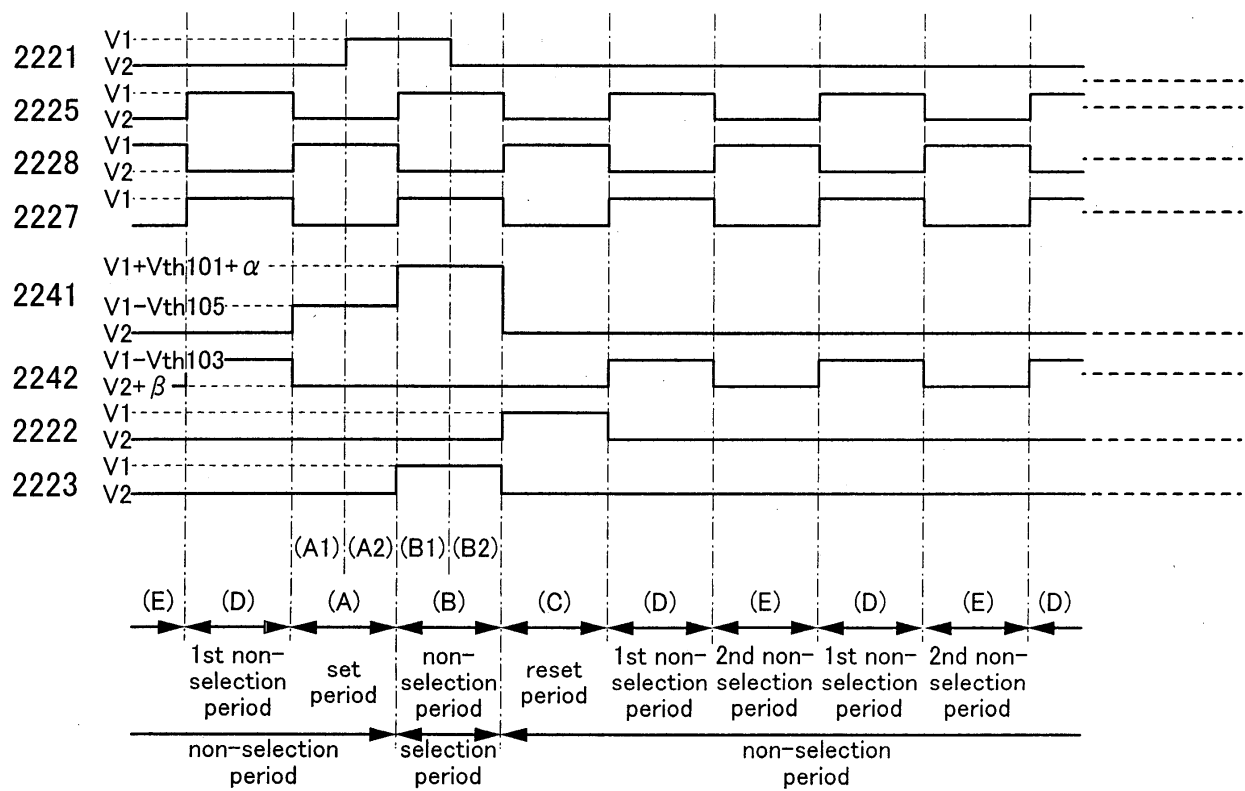 2221 V1
V2
2225 V1
V2
2228 V1
V2
2227 V1
2241 V1+Vth101+α
V1−Vth105
V2
2242 V1−Vth103
V2+β
2222 V1
V2
2223 V1
V2
(A1) (A2) (B1) (B2)
(E) (D) (A) (B) (C) (D) (E) (D) (E) (D)
1st non-
selection
period
set
period
non-
selection
period
reset
period
1st non-
selection
period
2nd non-
selection
period
1st non-
selection
period
2nd non-
selection
period
non-selection
period
selection
period
non-selection
period